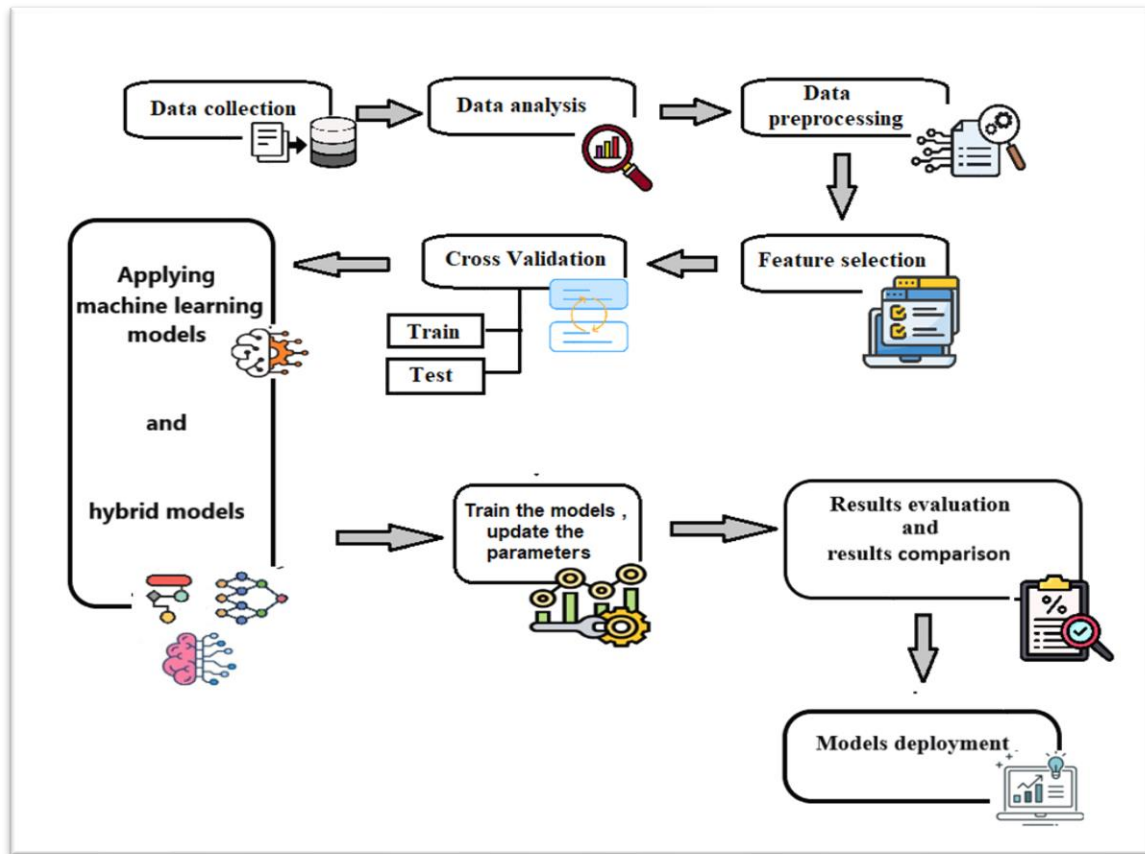 Data collection
Data analysis
Data
preprocessing
Feature selection
Cross Validation
Train
Test
Applying
machine learning
models
and
hybrid models
Train the models ,
update the
parameters
Results evaluation
and
results comparison
%
Models deployment